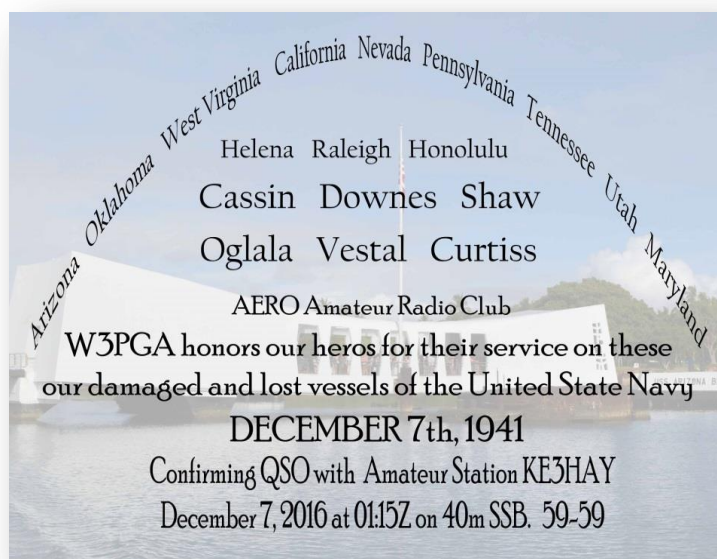 Arizona Oklahoma West Virginia California Nevada Pennsylvania Tennessee Utah Maryland
Helena Raleigh Honolulu
Cassin Downes Shaw
Oglala Vestal Curtiss
AERO Amateur Radio Club
W3PGA honors our heros for their service on these
our damaged and lost vessels of the United State Navy
DECEMBER 7th, 1941
Confirming QSO with Amateur Station KE3HAY
December 7, 2016 at 01:15Z on 40m SSB. 59-59